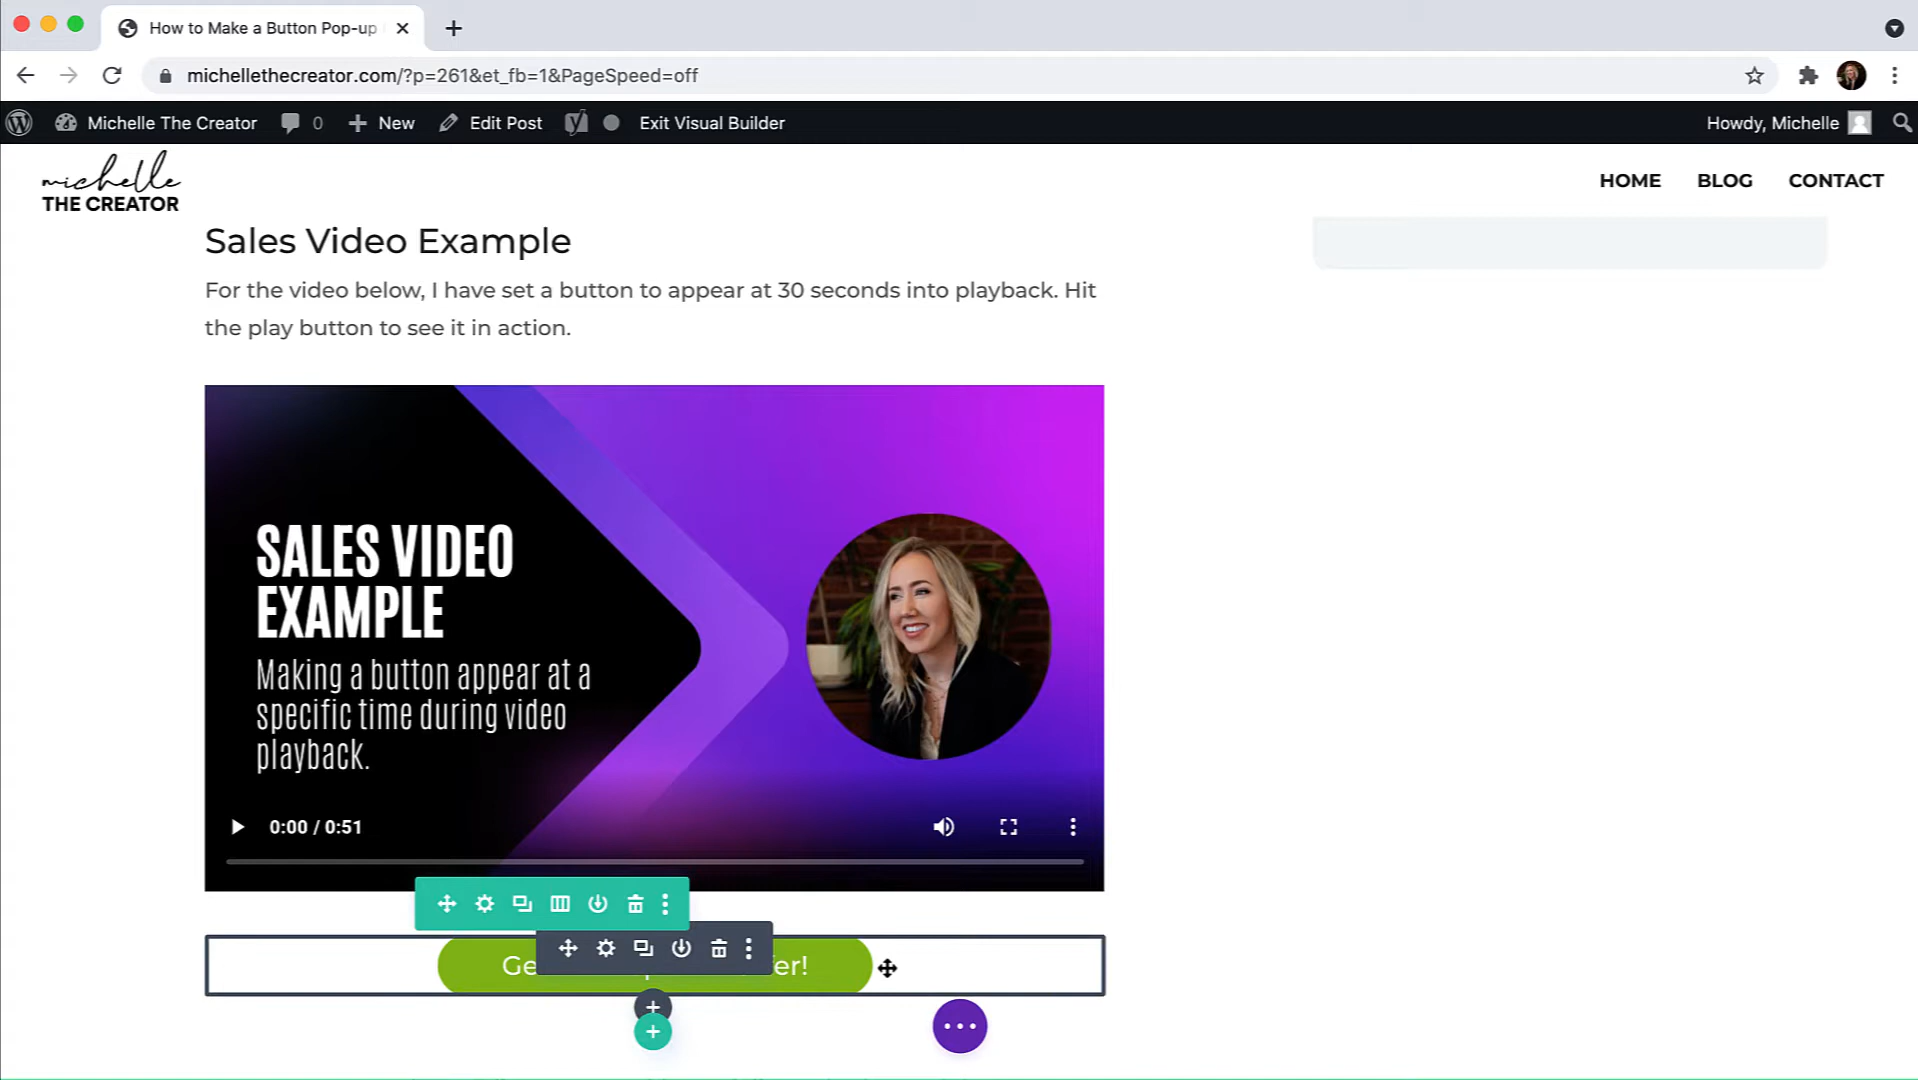 How to Make a Button Pop-up
michellethecreator.com/?p=261&et_fb=1&PageSpeed=off
Michelle The Creator 0 New Edit Post Exit Visual Builder Howdy, Michelle
michelle
THE CREATOR
HOME BLOG CONTACT
Sales Video Example
For the video below, I have set a button to appear at 30 seconds into playback. Hit
the play button to see it in action.
SALES VIDEO
EXAMPLE
Making a button appear at a
specific time during video
playback.
0:00 / 0:51